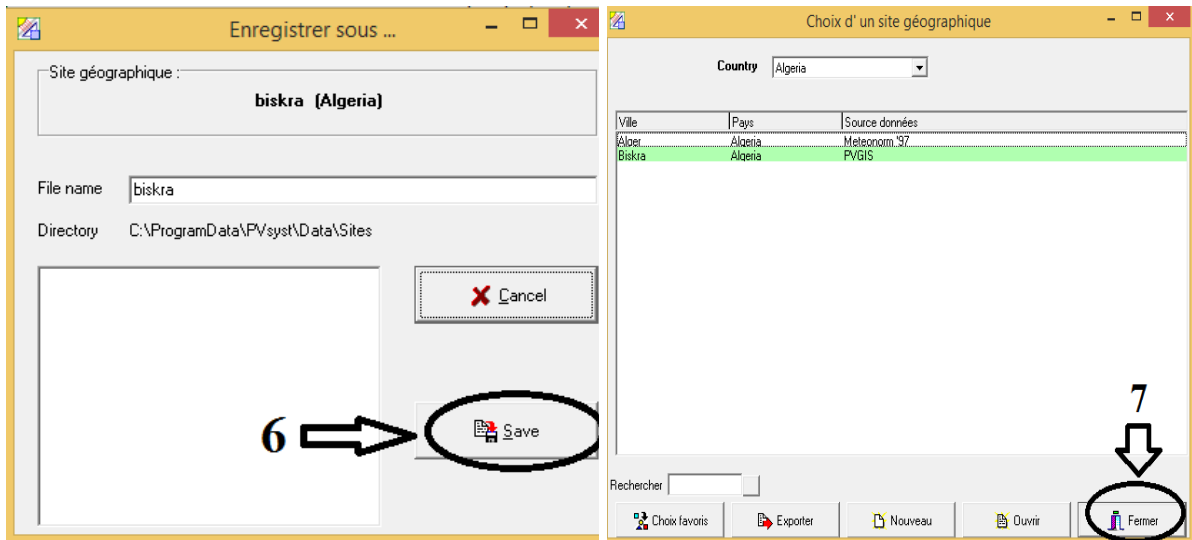 Enregistrer sous ...
Site géographique :
biskra (Algeria)
File name biskra
Directory C:\ProgramData\PVsyst\Data\Sites
Cancel
6
Save
Choix d' un site géographique
Country Algeria
Ville Pays Source données
Alger Algeria Meteonorm '97
Biskra Algeria PVGIS
7
Rechercher
Choix favoris Exporter Nouveau Ouvrir Fermer